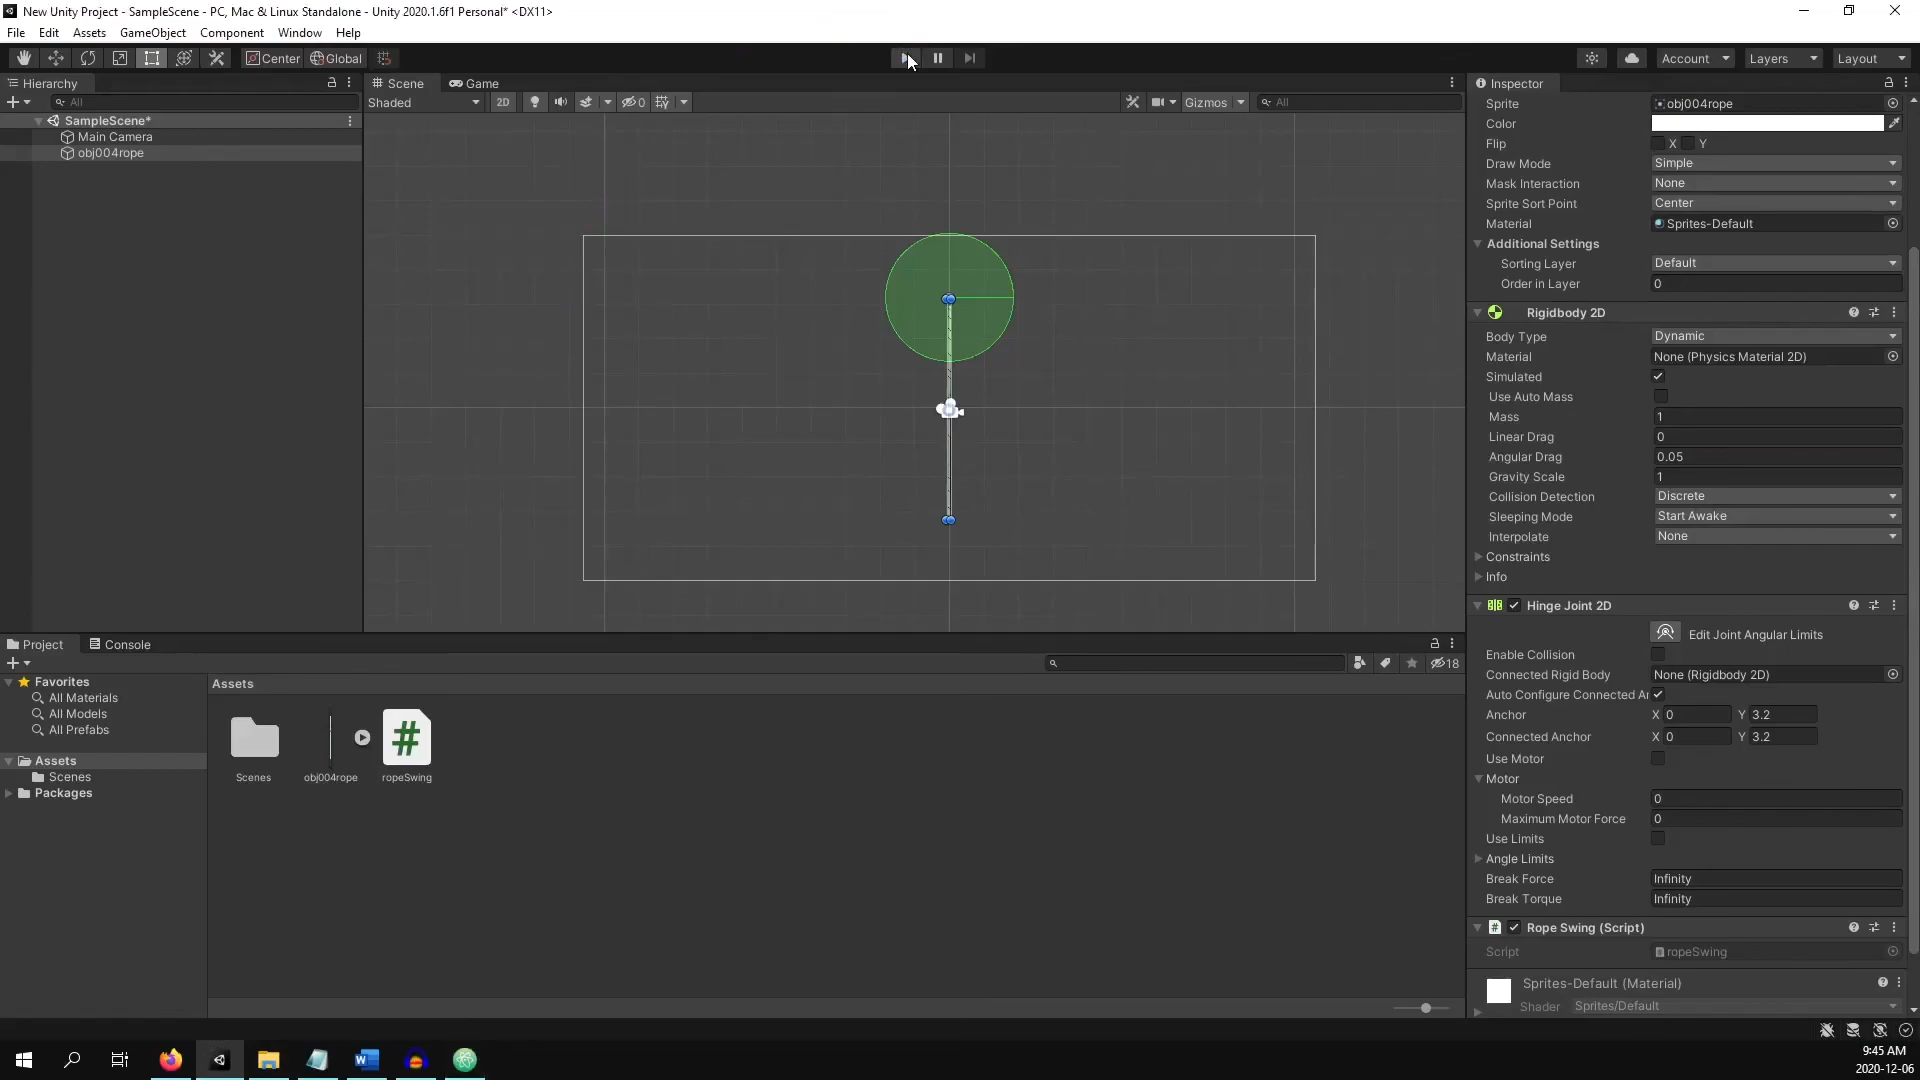 New Unity Project - SampleScene - PC, Mac & Linux Standalone - Unity 2020.1.6f1 Personal* <DX11>
File Edit Assets GameObject Component Window Help
Center Global Account Layers Layout
Hierarchy
All
SampleScene*
Main Camera
obj004rope
Scene Game
Shaded 2D 0 Gizmos All
Inspector
Sprite obj004rope
Color
Flip X Y
Draw Mode Simple
Mask Interaction None
Sprite Sort Point Center
Material Sprites-Default
Additional Settings
Sorting Layer Default
Order in Layer 0
Rigidbody 2D
Body Type Dynamic
Material None (Physics Material 2D)
Simulated
Use Auto Mass
Mass 1
Linear Drag 0
Angular Drag 0.05
Gravity Scale 1
Collision Detection Discrete
Sleeping Mode Start Awake
Interpolate None
Constraints
Info
Hinge Joint 2D
Edit Joint Angular Limits
Enable Collision
Connected Rigid Body None (Rigidbody 2D)
Auto Configure Connected Ar
Anchor X 0 Y 3.2
Connected Anchor X 0 Y 3.2
Use Motor
Motor
Motor Speed 0
Maximum Motor Force 0
Use Limits
Angle Limits
Break Force Infinity
Break Torque Infinity
# Rope Swing (Script)
Script ropeSwing
Sprites-Default (Material)
Shader Sprites/Default
Project Console
18
Favorites
All Materials
All Models
All Prefabs
Assets
Scenes
Packages
Assets
#
Scenes obj004rope ropeSwing
9:45 AM
2020-12-06